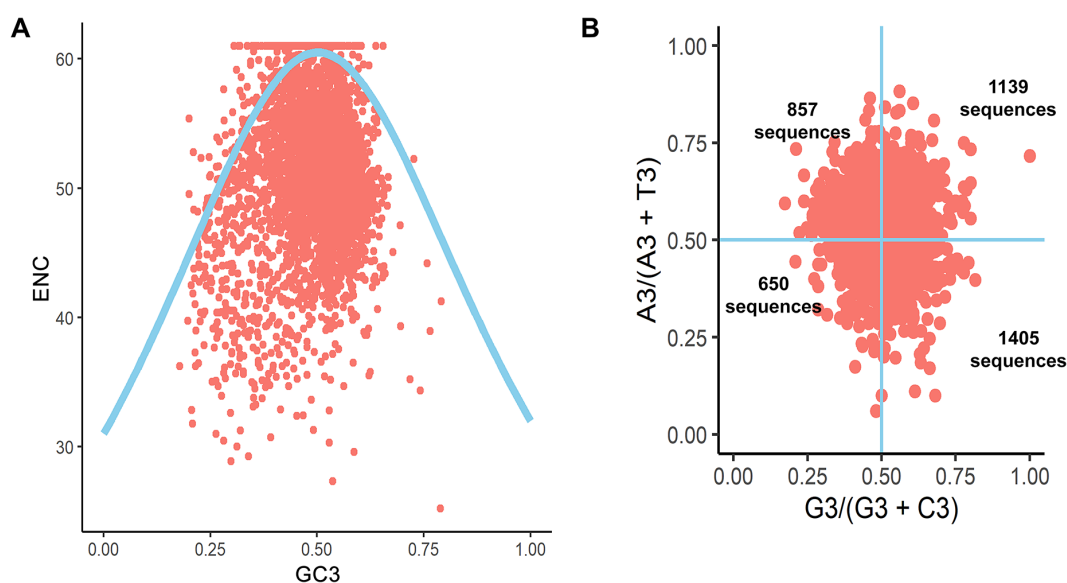 A
ENC
60
50
40
30
0.00 0.25 0.50 0.75 1.00
GC3
B
A3/(A3 + T3)
1.00
0.75
0.50
0.25
0.00
857
sequences
1139
sequences
650
sequences
1405
sequences
0.00 0.25 0.50 0.75 1.00
G3/(G3 + C3)